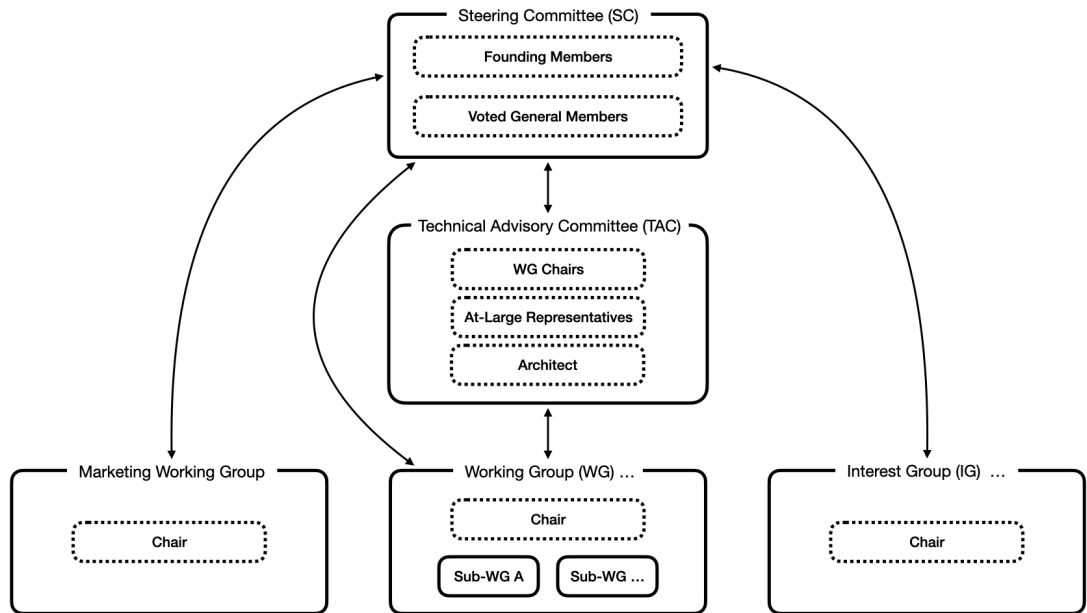 Steering Committee (SC)
Founding Members
Voted General Members
Technical Advisory Committee (TAC)
WG Chairs
At-Large Representatives
Architect
Marketing Working Group
Chair
Working Group (WG) ...
Chair
Sub-WG A
Sub-WG ...
Interest Group (IG) ...
Chair